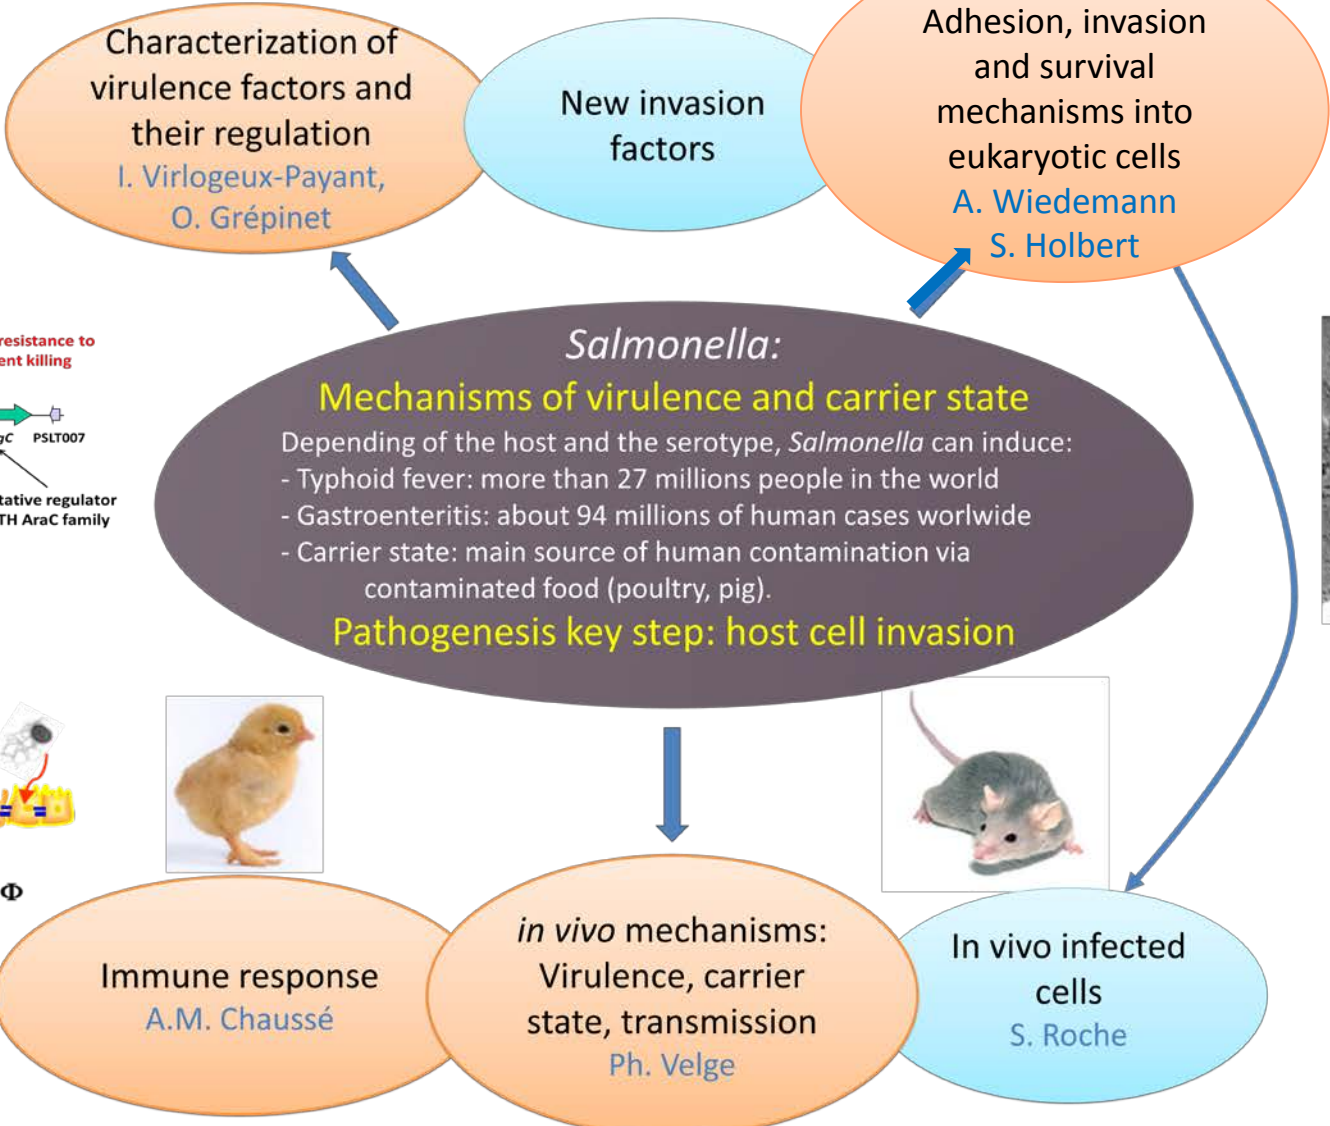 Characterization of
virulence factors and
their regulation
I. Virlogeux-Payant,
O. Grépinet
New invasion
factors
Adhesion, invasion
and survival
mechanisms into
eukaryotic cells
A. Wiedemann
S. Holbert
resistance to
ent killing
gC PSLT007
tative regulator
TH AraC family
Salmonella:
Mechanisms of virulence and carrier state
Depending of the host and the serotype, Salmonella can induce:
- Typhoid fever: more than 27 millions people in the world
- Gastroenteritis: about 94 millions of human cases worlwide
- Carrier state: main source of human contamination via
contaminated food (poultry, pig).
Pathogenesis key step: host cell invasion
Φ
Immune response
A.M. Chaussé
in vivo mechanisms:
Virulence, carrier
state, transmission
Ph. Velge
In vivo infected
cells
S. Roche